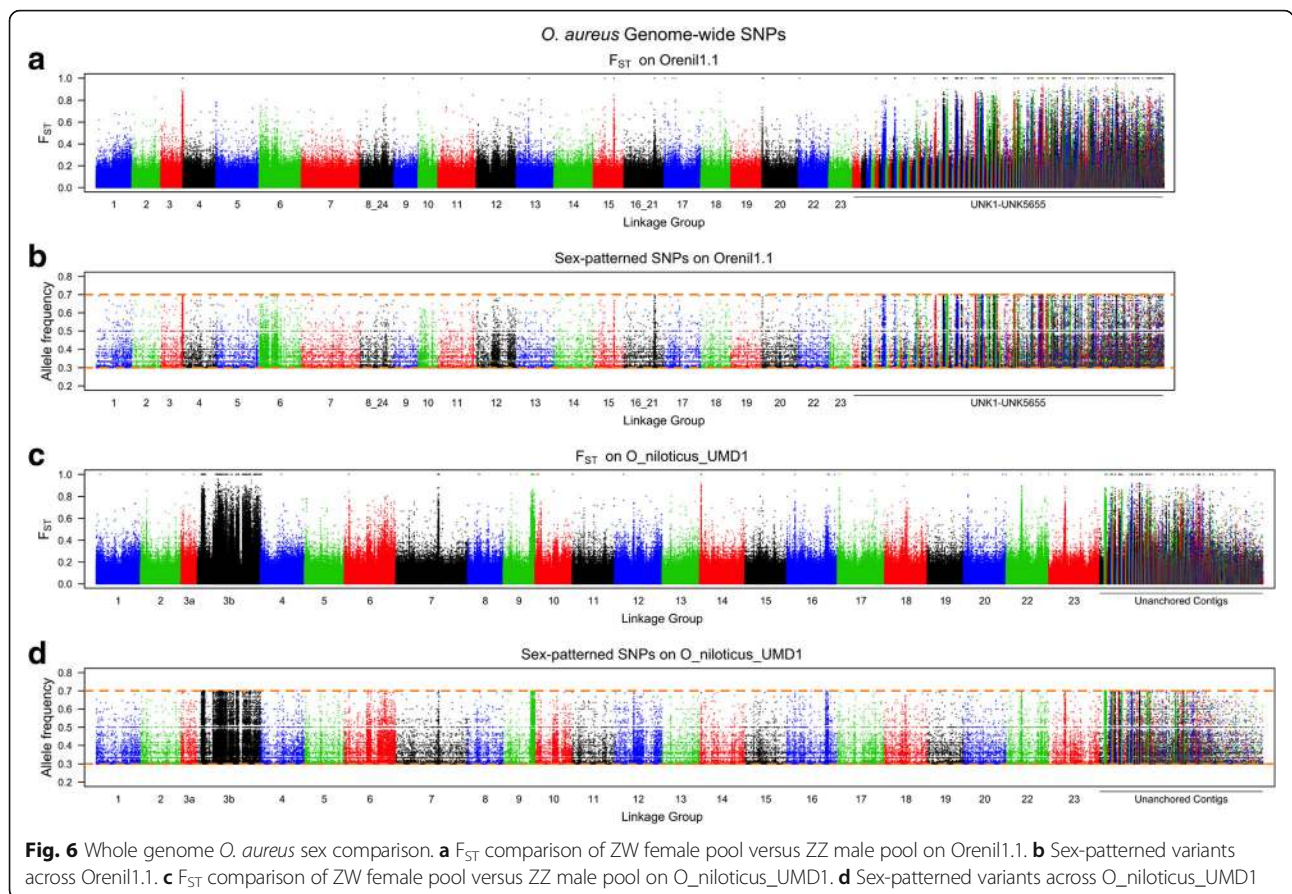 O. aureus Genome-wide SNPs
a
FST on Orenil1.1
1.0
0.8
0.6
0.4
0.2
0.0
FST
1 2 3 4 5 6 7 8_24 9 10 11 12 13 14 15 16_21 17 18 19 20 22 23 UNK1-UNK5655
Linkage Group
b
Sex-patterned SNPs on Orenil1.1
0.8
0.7
0.6
0.5
0.4
0.3
0.2
Allele frequency
1 2 3 4 5 6 7 8_24 9 10 11 12 13 14 15 16_21 17 18 19 20 22 23 UNK1-UNK5655
Linkage Group
c
FST on O_niloticus_UMD1
1.0
0.8
0.6
0.4
0.2
0.0
FST
1 2 3a 3b 4 5 6 7 8 9 10 11 12 13 14 15 16 17 18 19 20 22 23 Unanchored Contigs
Linkage Group
d
Sex-patterned SNPs on O_niloticus_UMD1
0.8
0.7
0.6
0.5
0.4
0.3
0.2
Allele frequency
1 2 3a 3b 4 5 6 7 8 9 10 11 12 13 14 15 16 17 18 19 20 22 23 Unanchored Contigs
Linkage Group
Fig. 6 Whole genome O. aureus sex comparison. a FST comparison of ZW female pool versus ZZ male pool on Orenil1.1. b Sex-patterned variants
across Orenil1.1. c FST comparison of ZW female pool versus ZZ male pool on O_niloticus_UMD1. d Sex-patterned variants across O_niloticus_UMD1